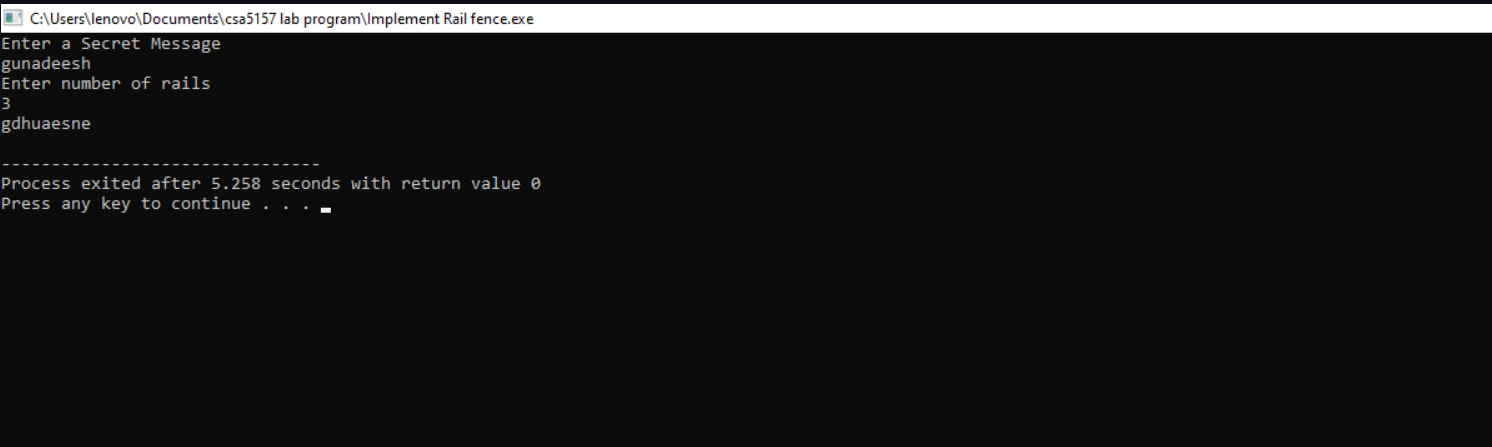 C:\Users\lenovo\Documents\csa5157 lab program\Implement Rail fence.exe
Enter a Secret Message
gunadeesh
Enter number of rails
3
gdhuaesne
--------------------------------
Process exited after 5.258 seconds with return value 0
Press any key to continue . . .